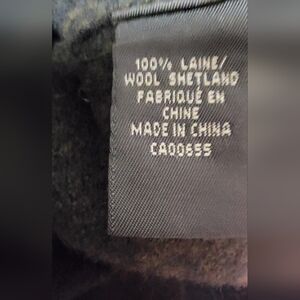 100% LAINE/
WOOL SHETLAND
FABRIQUÉ EN
CHINE
MADE IN CHINA
CA00655